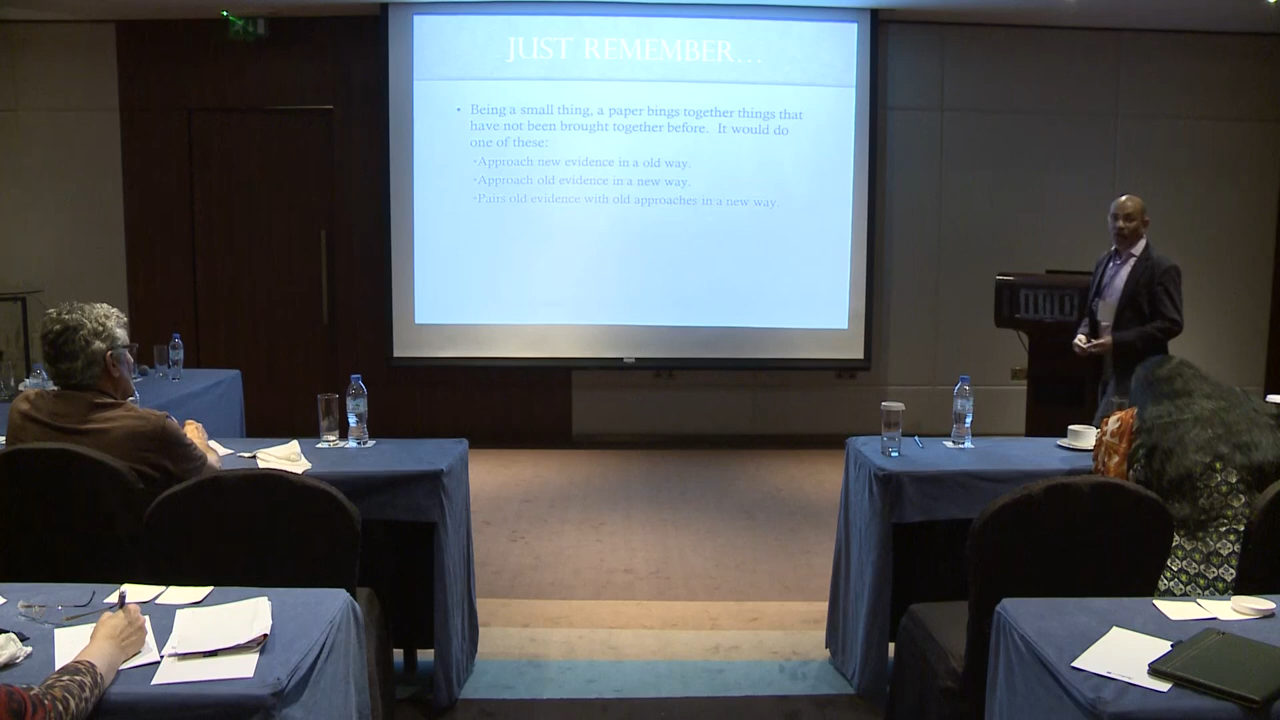 JUST REMEMBER...
• Being a small thing, a paper bings together things that
have not been brought together before. It would do
one of these:
•Approach new evidence in a old way.
•Approach old evidence in a new way.
•Pairs old evidence with old approaches in a new way.